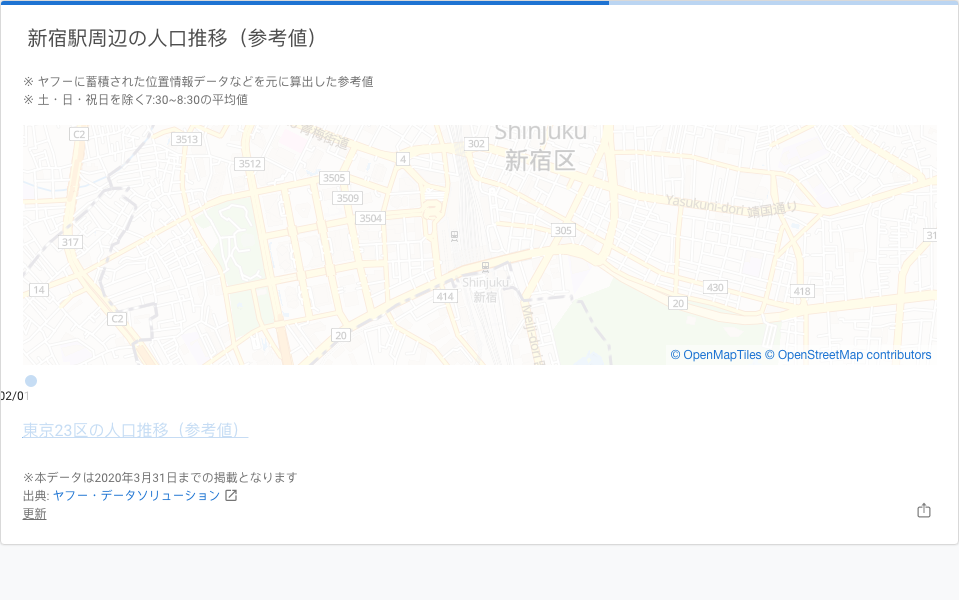 新宿駅周辺の人口推移（参考値）
※ ヤフーに蓄積された位置情報データなどを元に算出した参考値
※ 土・日・祝日を除く7:30~8:30の平均値
C2
3513
青梅街道
302
Shinjuku
新宿区
4
3512
3505
3509
3504
Yasukuni-dori 靖国通り
317
305
31
14
414
Shinjuku
新宿
20
430
418
C2
20
Meiji-dori
© OpenMapTiles © OpenStreetMap contributors
02/01
東京23区の人口推移（参考値）
※本データは2020年3月31日までの掲載となります
出典: ヤフー・データソリューション
更新